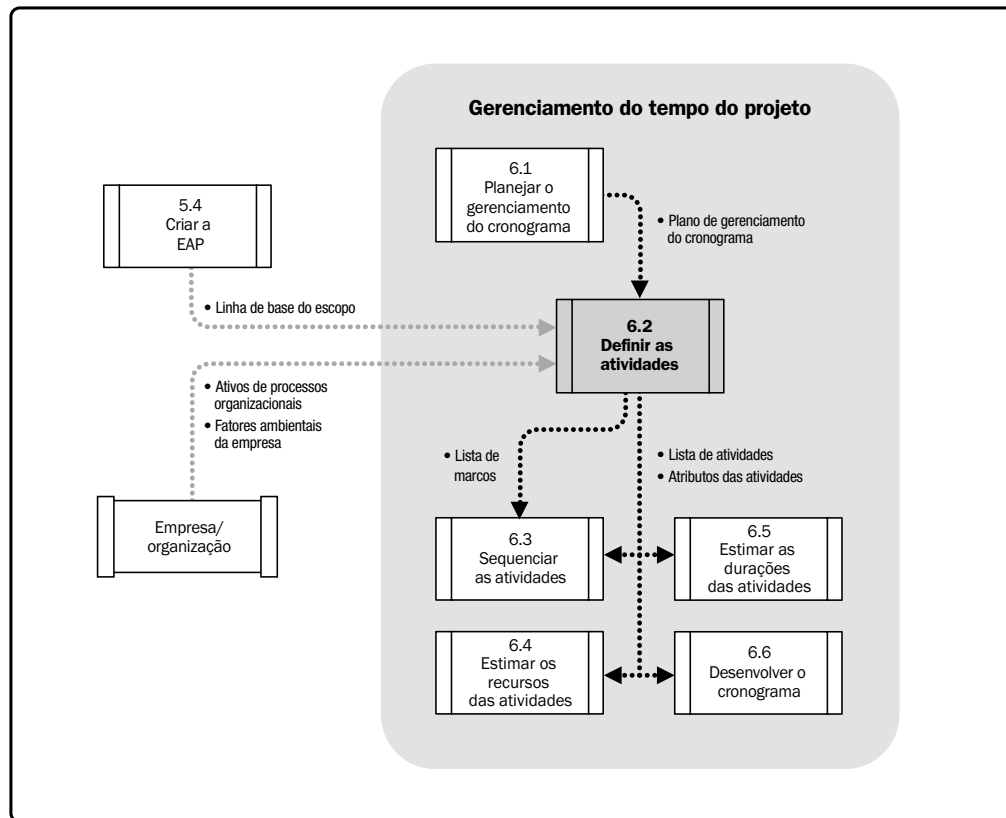 Gerenciamento do tempo do projeto
6.1
Planejar o
gerenciamento
do cronograma
5.4
Criar a
EAP
• Plano de gerenciamento
do cronograma
• Linha de base do escopo
6.2
Definir as
atividades
• Ativos de processos
organizacionais
• Fatores ambientais
da empresa
• Lista de
marcos
• Lista de atividades
• Atributos das atividades
Empresa/
organização
6.3
Sequenciar
as atividades
6.5
Estimar as
durações
das atividades
6.4
Estimar os
recursos
das atividades
6.6
Desenvolver o
cronograma